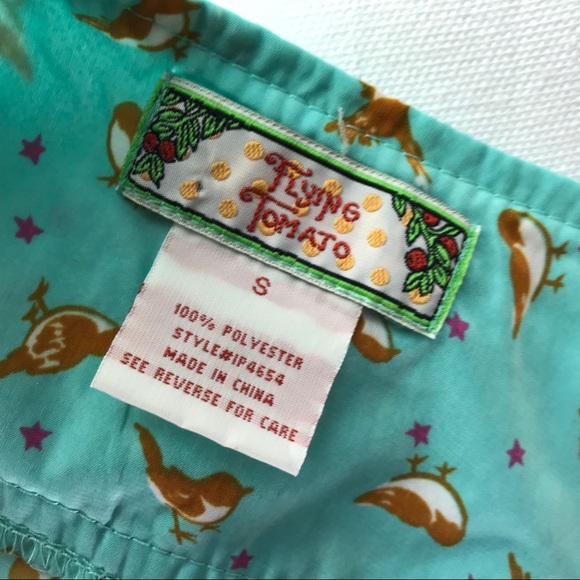 FLYING
TOMATO
S
100% POLYESTER
STYLE#IP4654
MADE IN CHINA
SEE REVERSE FOR CARE